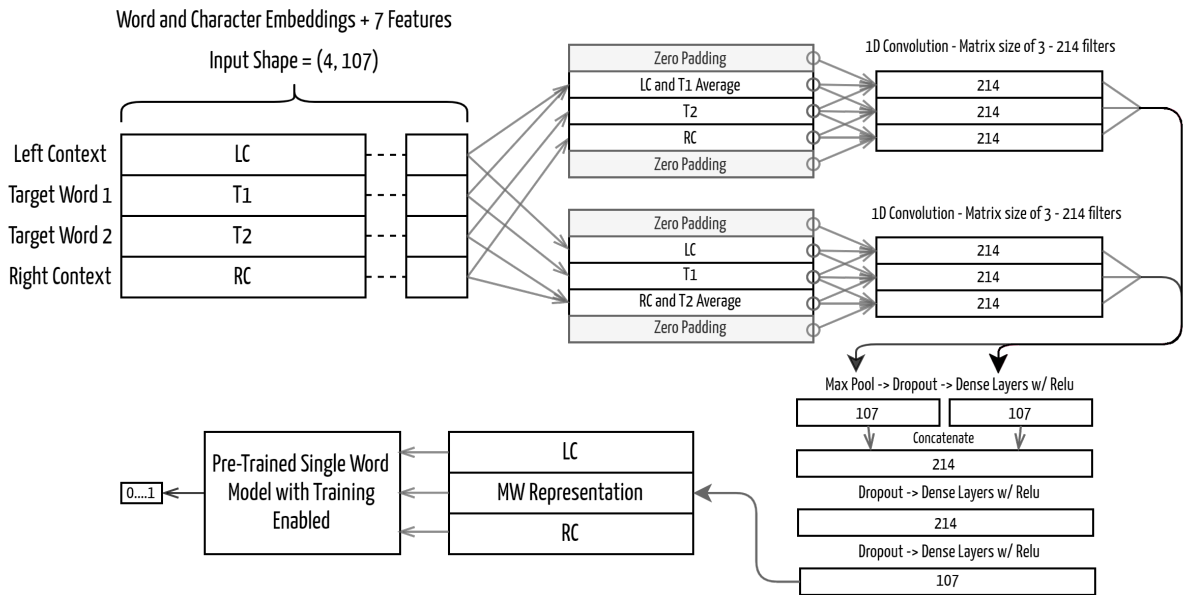 Word and Character Embeddings + 7 Features
Input Shape = (4, 107)
Left Context
LC
Target Word 1
T1
Target Word 2
T2
Right Context
RC
Zero Padding
LC and T1 Average
T2
RC
Zero Padding
1D Convolution - Matrix size of 3 - 214 filters
214
214
214
Zero Padding
LC
T1
RC and T2 Average
Zero Padding
1D Convolution - Matrix size of 3 - 214 filters
214
214
214
Max Pool -> Dropout -> Dense Layers w/ Relu
107
107
Concatenate
214
Dropout -> Dense Layers w/ Relu
214
Dropout -> Dense Layers w/ Relu
107
LC
MW Representation
RC
Pre-Trained Single Word
Model with Training
Enabled
0....1